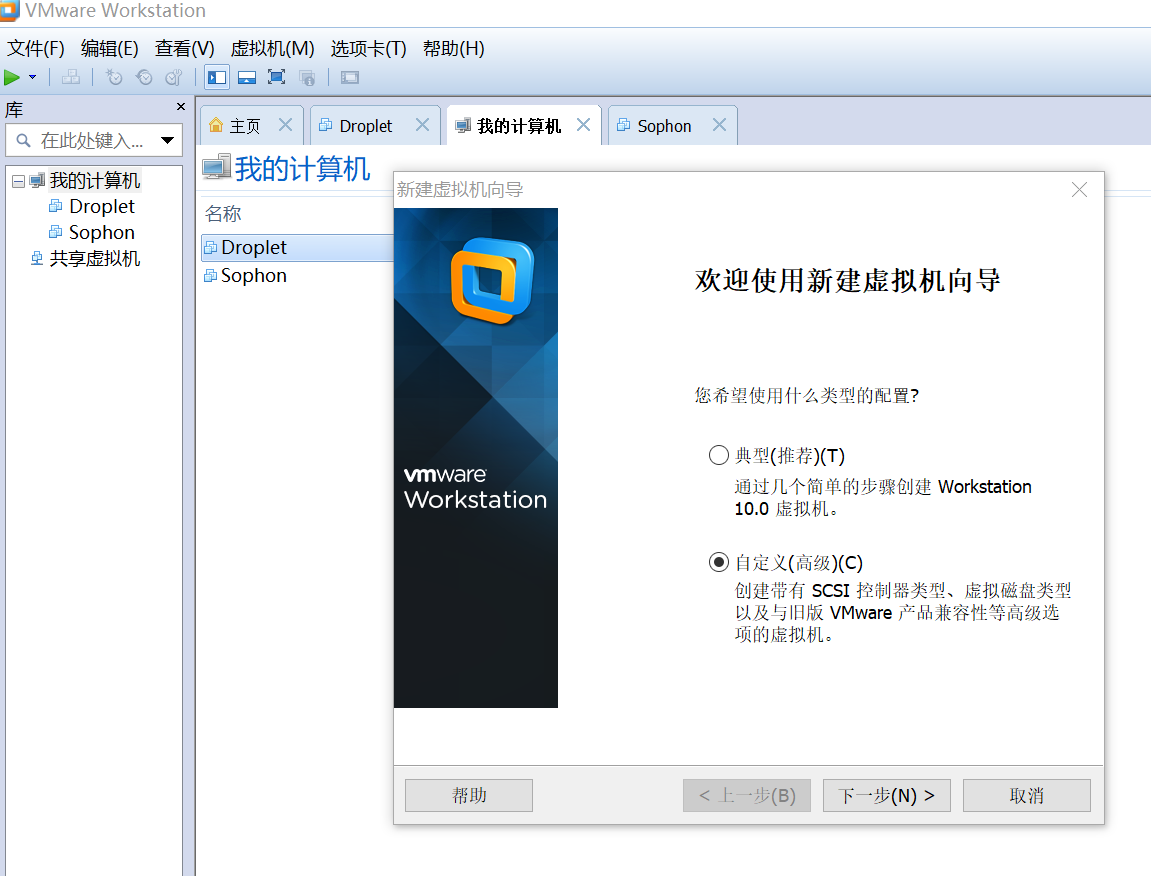 VMware Workstation
文件(F) 编辑(E) 查看(V) 虚拟机(M) 选项卡(T) 帮助(H)
库
在此处键入...
我的计算机
Droplet
Sophon
共享虚拟机
主页 Droplet 我的计算机 Sophon
我的计算机
名称
Droplet
Sophon
新建虚拟机向导
vmware
Workstation
欢迎使用新建虚拟机向导
您希望使用什么类型的配置?
典型(推荐)(T)
通过几个简单的步骤创建 Workstation
10.0 虚拟机。
自定义(高级)(C)
创建带有 SCSI 控制器类型、虚拟磁盘类型
以及与旧版 VMware 产品兼容性等高级选
项的虚拟机。
帮助 < 上一步(B) 下一步(N) > 取消